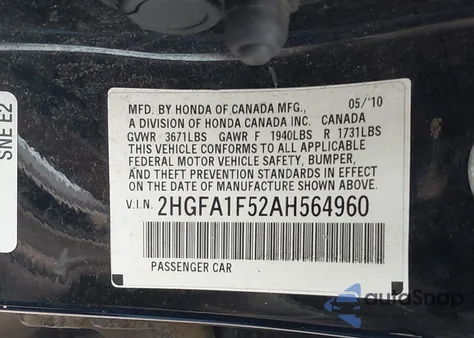 SNE E2
MFD. BY HONDA OF CANADA MFG., 05/'10
A DIVISION OF HONDA CANADA INC. CANADA
GVWR 3671LBS GAWR F 1940LBS R 1731LBS
THIS VEHICLE CONFORMS TO ALL APPLICABLE
FEDERAL MOTOR VEHICLE SAFETY, BUMPER,
AND THEFT PREVENTION STANDARDS IN EFFECT
ON THE DATE OF MANUFACTURE SHOWN ABOVE.
V.I.N. 2HGFA1F52AH564960
PASSENGER CAR
autoSnap